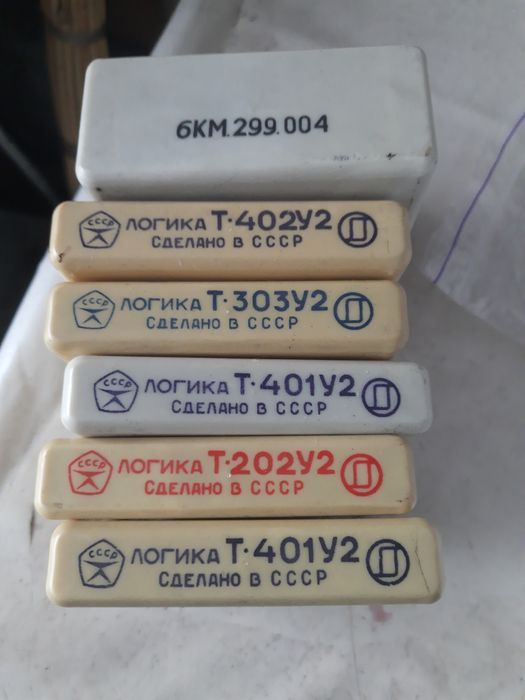 6КМ.299.004
СССР ЛОГИКА Т·402У2 П
СДЕЛАНО В СССР
СССР ЛОГИКА Т·303У2 П
СДЕЛАНО В СССР
СССР ЛОГИКА Т·401У2 П
СДЕЛАНО В СССР
СССР ЛОГИКА Т·202У2 П
СДЕЛАНО В СССР
СССР ЛОГИКА Т·401У2 П
СДЕЛАНО В СССР